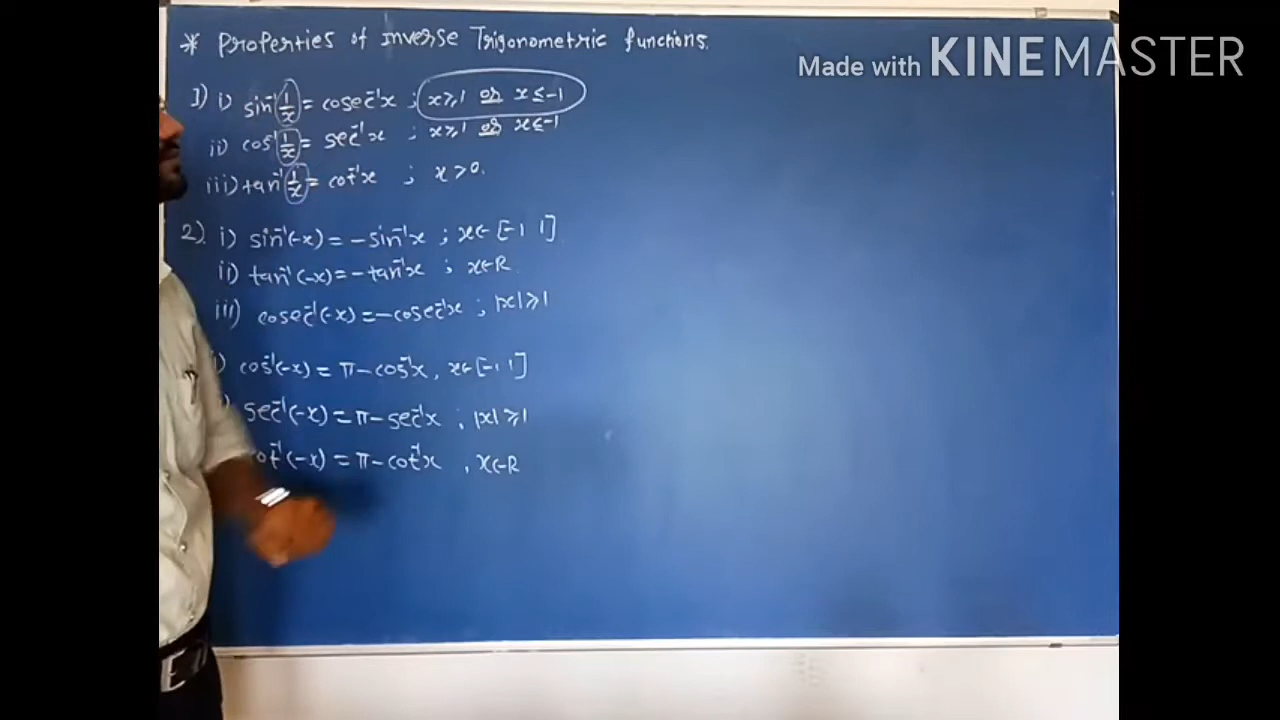 Made with KINEMASTER
* Properties of Inverse Trigonometric functions.
1) i) sin⁻¹(1/x) = cosec⁻¹x ; x≥1 or x≤-1
ii) cos⁻¹(1/x) = sec⁻¹x ; x≥1 or x≤-1
iii) tan⁻¹(1/x) = cot⁻¹x ; x>0.
2) i) sin⁻¹(-x) = -sin⁻¹x ; x∈[-1 1]
ii) tan⁻¹(-x) = -tan⁻¹x ; x∈R
iii) cosec⁻¹(-x) = -cosec⁻¹x ; |x|≥1
) cos⁻¹(-x) = π-cos⁻¹x, x∈[-1 1]
) sec⁻¹(-x) = π-sec⁻¹x ; |x|≥1
ot⁻¹(-x) = π-cot⁻¹x , x∈R